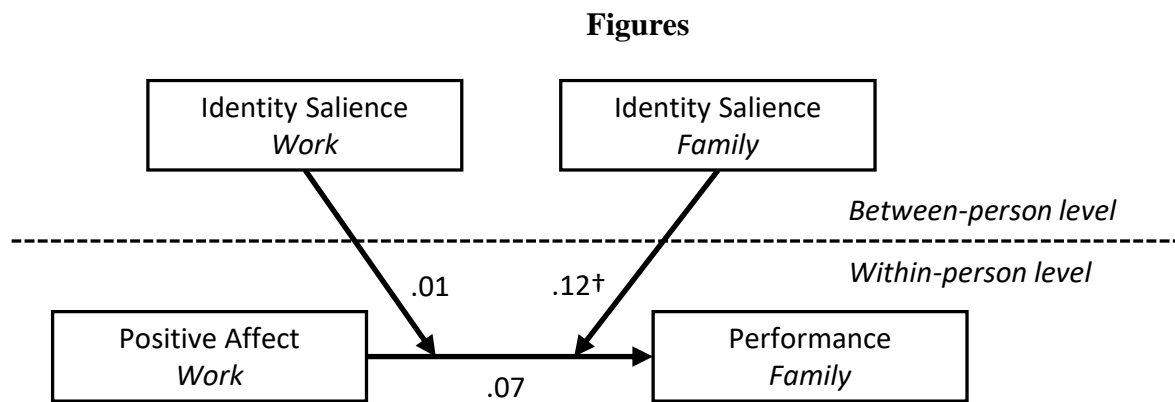 Figures
Identity Salience
Work
Identity Salience
Family
Between-person level
Within-person level
.01
.12†
Positive Affect
Work
.07
Performance
Family